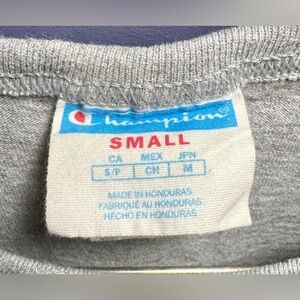 Champion
SMALL
CA MEX JPN
S/P CH M
MADE IN HONDURAS
FABRIQUÉ AU HONDURAS
HECHO EN HONDURAS